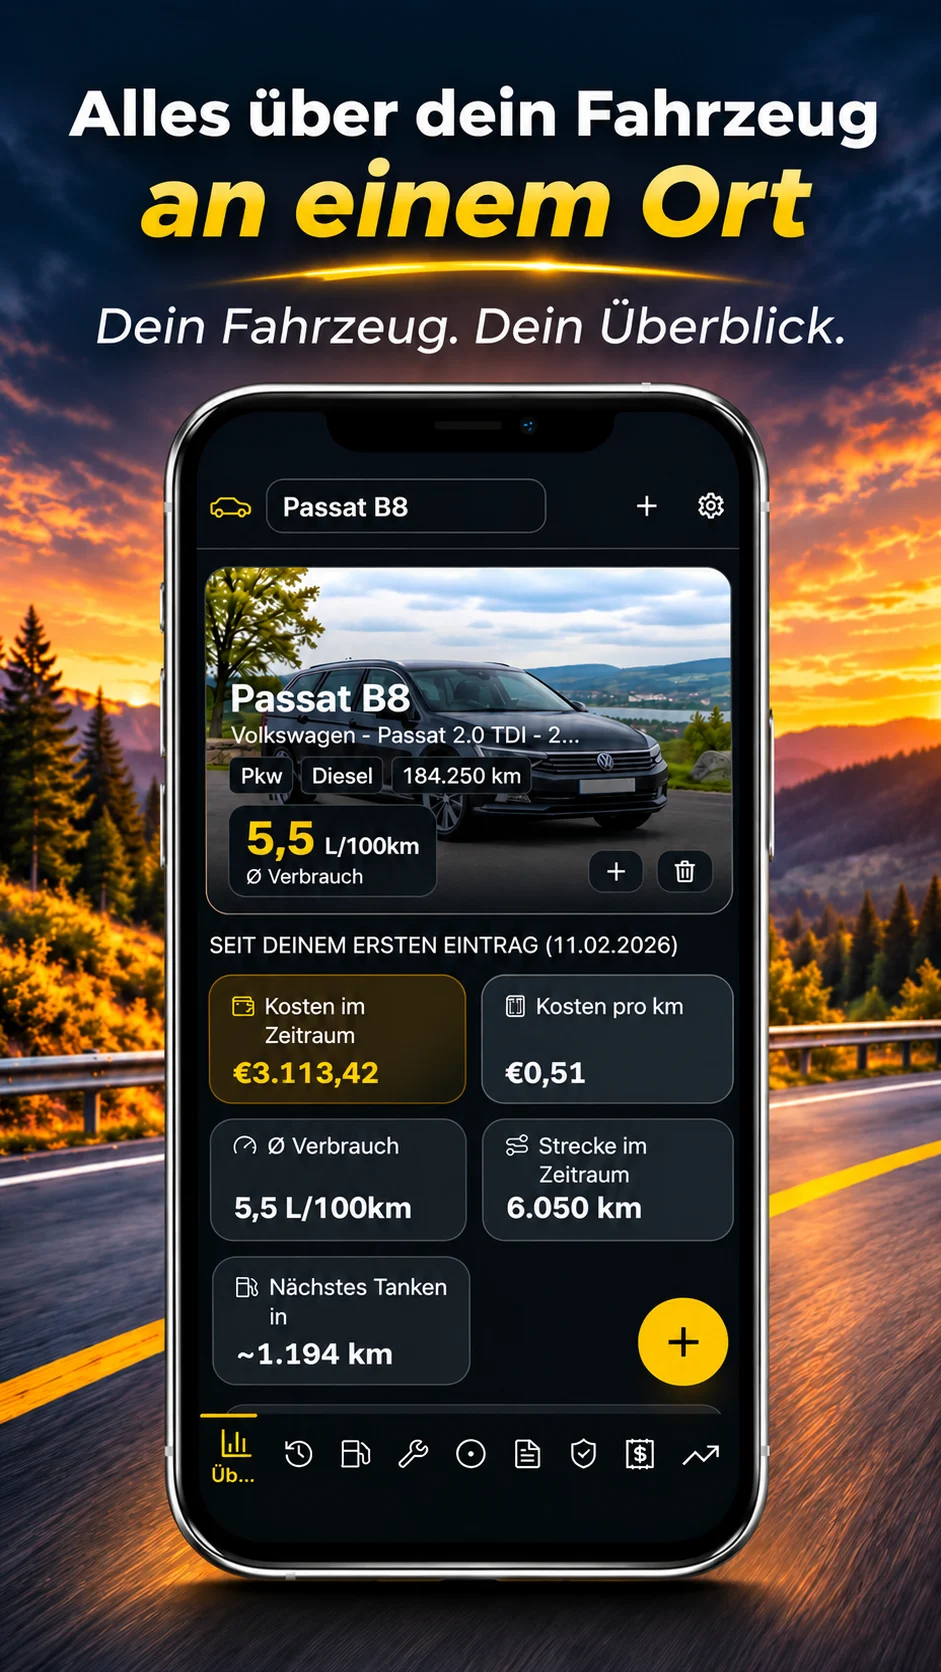 Alles über dein Fahrzeug
an einem Ort
Dein Fahrzeug. Dein Überblick.
Passat B8
Passat B8
Volkswagen - Passat 2.0 TDI - 2...
Pkw Diesel 184.250 km
5,5 L/100km
Ø Verbrauch
SEIT DEINEM ERSTEN EINTRAG (11.02.2026)
Kosten im
Zeitraum
€3.113,42
Kosten pro km
€0,51
Ø Verbrauch
5,5 L/100km
Strecke im
Zeitraum
6.050 km
Nächstes Tanken
in
~1.194 km
Üb...